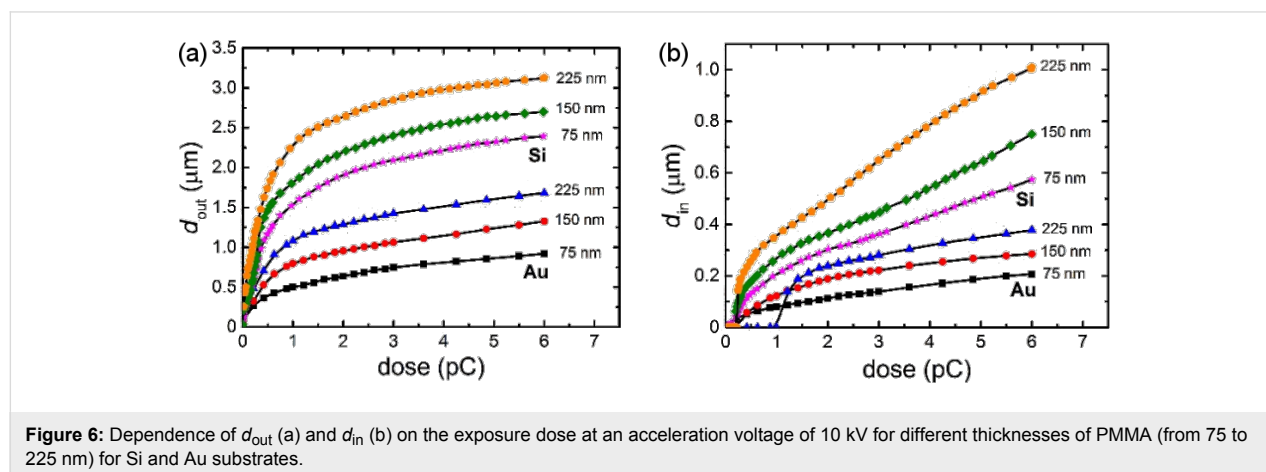 (a)
3.5
3.0
2.5
2.0
1.5
1.0
0.5
0
d_out (μm)
225 nm
150 nm
75 nm
Si
225 nm
150 nm
75 nm
Au
0 1 2 3 4 5 6 7
dose (pC)
(b)
1.0
0.8
0.6
0.4
0.2
0
d_in (μm)
225 nm
150 nm
75 nm
Si
225 nm
150 nm
75 nm
Au
0 1 2 3 4 5 6 7
dose (pC)
Figure 6: Dependence of d_out (a) and d_in (b) on the exposure dose at an acceleration voltage of 10 kV for different thicknesses of PMMA (from 75 to
225 nm) for Si and Au substrates.